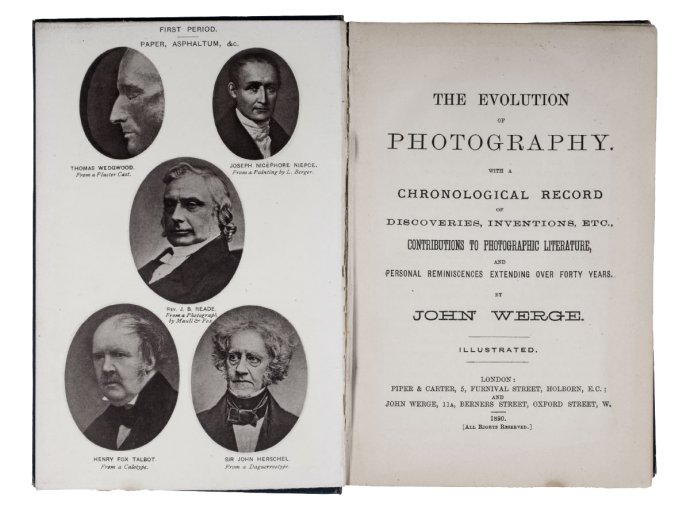 FIRST PERIOD.
PAPER, ASPHALTUM, &c.
THOMAS WEDGWOOD.
From a Plaster Cast.
JOSEPH NICÉPHORE NIEPCE,
From a Painting by L. Berger.
REV. J. B. READE.
From a Photograph
by Maull & Fox.
HENRY FOX TALBOT.
From a Calotype.
SIR JOHN HERSCHEL.
From a Daguerreotype.
THE EVOLUTION
OF
PHOTOGRAPHY.
WITH A
CHRONOLOGICAL RECORD
OF
DISCOVERIES, INVENTIONS, ETC.,
CONTRIBUTIONS TO PHOTOGRAPHIC LITERATURE,
AND
PERSONAL REMINISCENCES EXTENDING OVER FORTY YEARS.
BY
JOHN WERGE.
ILLUSTRATED.
LONDON:
PIPER & CARTER, 5, FURNIVAL STREET, HOLBORN, E.C.;
AND
JOHN WERGE, 11A, BERNERS STREET, OXFORD STREET, W.
1890.
[ALL RIGHTS RESERVED.]